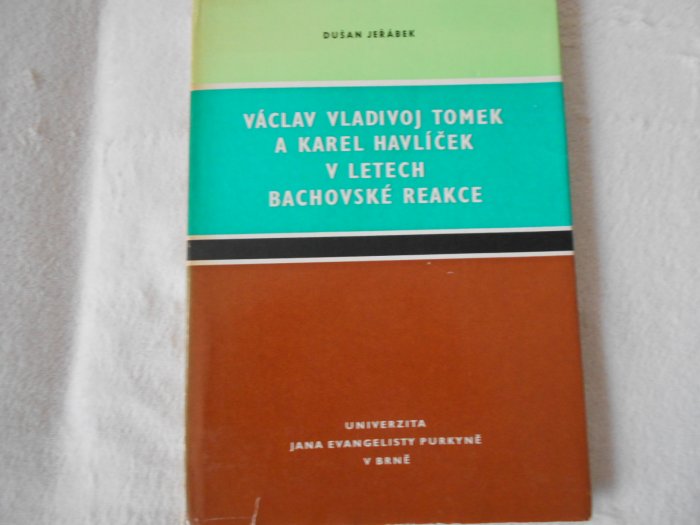 DUŠAN JEŘÁBEK
VÁCLAV VLADIVOJ TOMEK
A KAREL HAVLÍČEK
V LETECH
BACHOVSKÉ REAKCE
UNIVERZITA
JANA EVANGELISTY PURKYNĚ
V BRNĚ